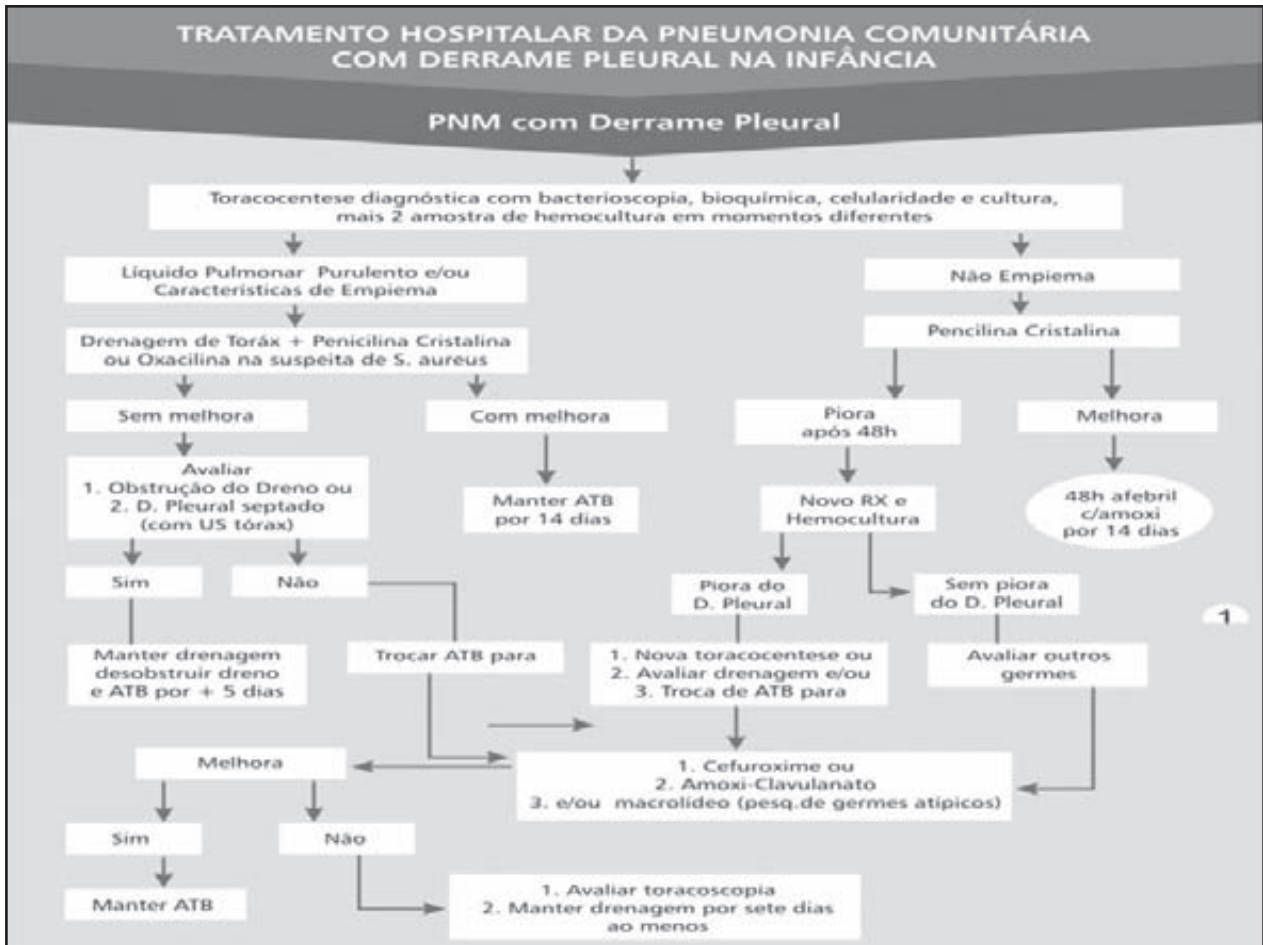 TRATAMENTO HOSPITALAR DA PNEUMONIA COMUNITÁRIA
COM DERRAME PLEURAL NA INFÂNCIA
PNM com Derrame Pleural
Toracocentese diagnóstica com bacterioscopia, bioquímica, celularidade e cultura,
mais 2 amostra de hemocultura em momentos diferentes
Líquido Pulmonar Purulento e/ou
Características de Empiema
Não Empiema
Drenagem de Toráx + Penicilina Cristalina
ou Oxacilina na suspeita de S. aureus
Pencilina Cristalina
Sem melhora
Com melhora
Piora
após 48h
Melhora
Avaliar
1. Obstrução do Dreno ou
2. D. Pleural septado
(com US tórax)
Manter ATB
por 14 dias
Novo RX e
Hemocultura
48h afebril
c/amoxi
por 14 dias
Sim
Não
Piora do
D. Pleural
Sem piora
do D. Pleural
1
Manter drenagem
desobstruir dreno
e ATB por + 5 dias
Trocar ATB para
1. Nova toracocentese ou
2. Avaliar drenagem e/ou
3. Troca de ATB para
Avaliar outros
germes
Melhora
1. Cefuroxime ou
2. Amoxi-Clavulanato
3. e/ou macrolídeo (pesq.de germes atípicos)
Sim
Não
Manter ATB
1. Avaliar toracoscopia
2. Manter drenagem por sete dias
ao menos